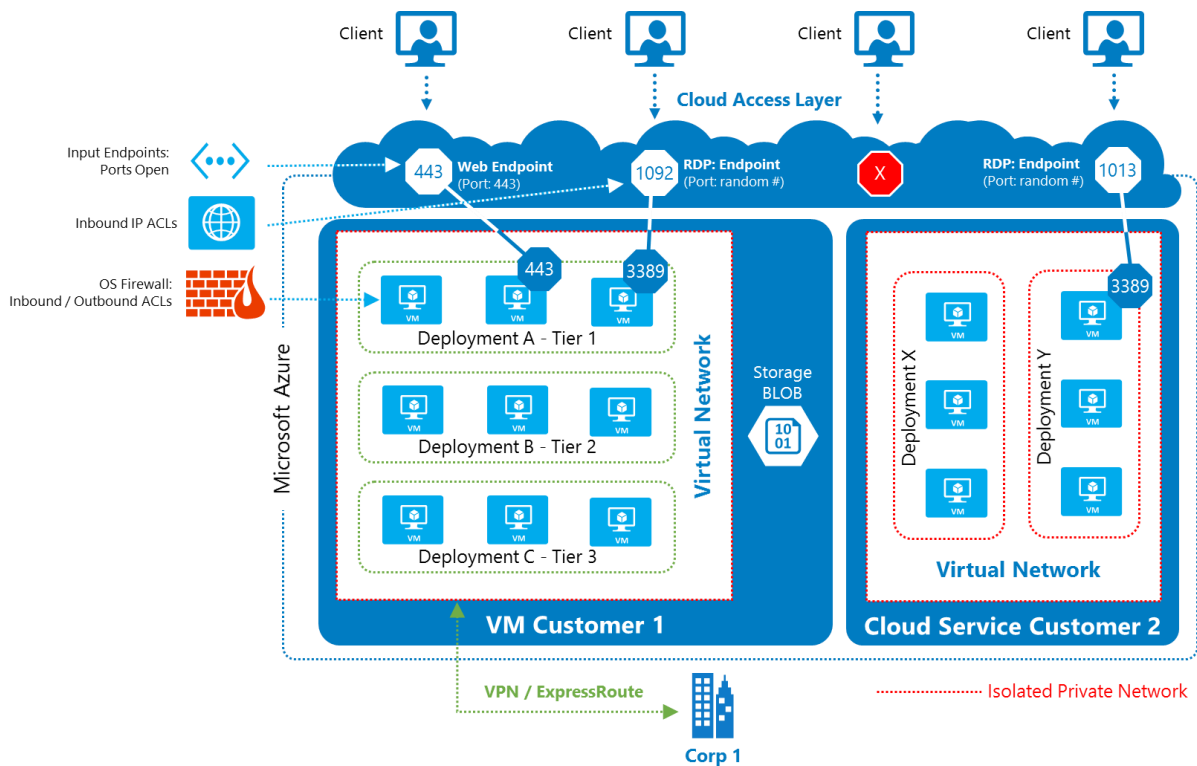 Client
Client
Client
Client
Cloud Access Layer
Input Endpoints:
Ports Open
443
Web Endpoint
(Port: 443)
1092
RDP: Endpoint
(Port: random #)
X
RDP: Endpoint
(Port: random #)
1013
Inbound IP ACLs
OS Firewall:
Inbound / Outbound ACLs
Microsoft Azure
443
3389
VM
VM
VM
Deployment A - Tier 1
VM
VM
VM
Deployment B - Tier 2
VM
VM
VM
Deployment C - Tier 3
Virtual Network
Storage
BLOB
10
01
VM Customer 1
3389
Deployment X
VM
VM
VM
Deployment Y
VM
VM
VM
Virtual Network
Cloud Service Customer 2
VPN / ExpressRoute
Corp 1
Isolated Private Network